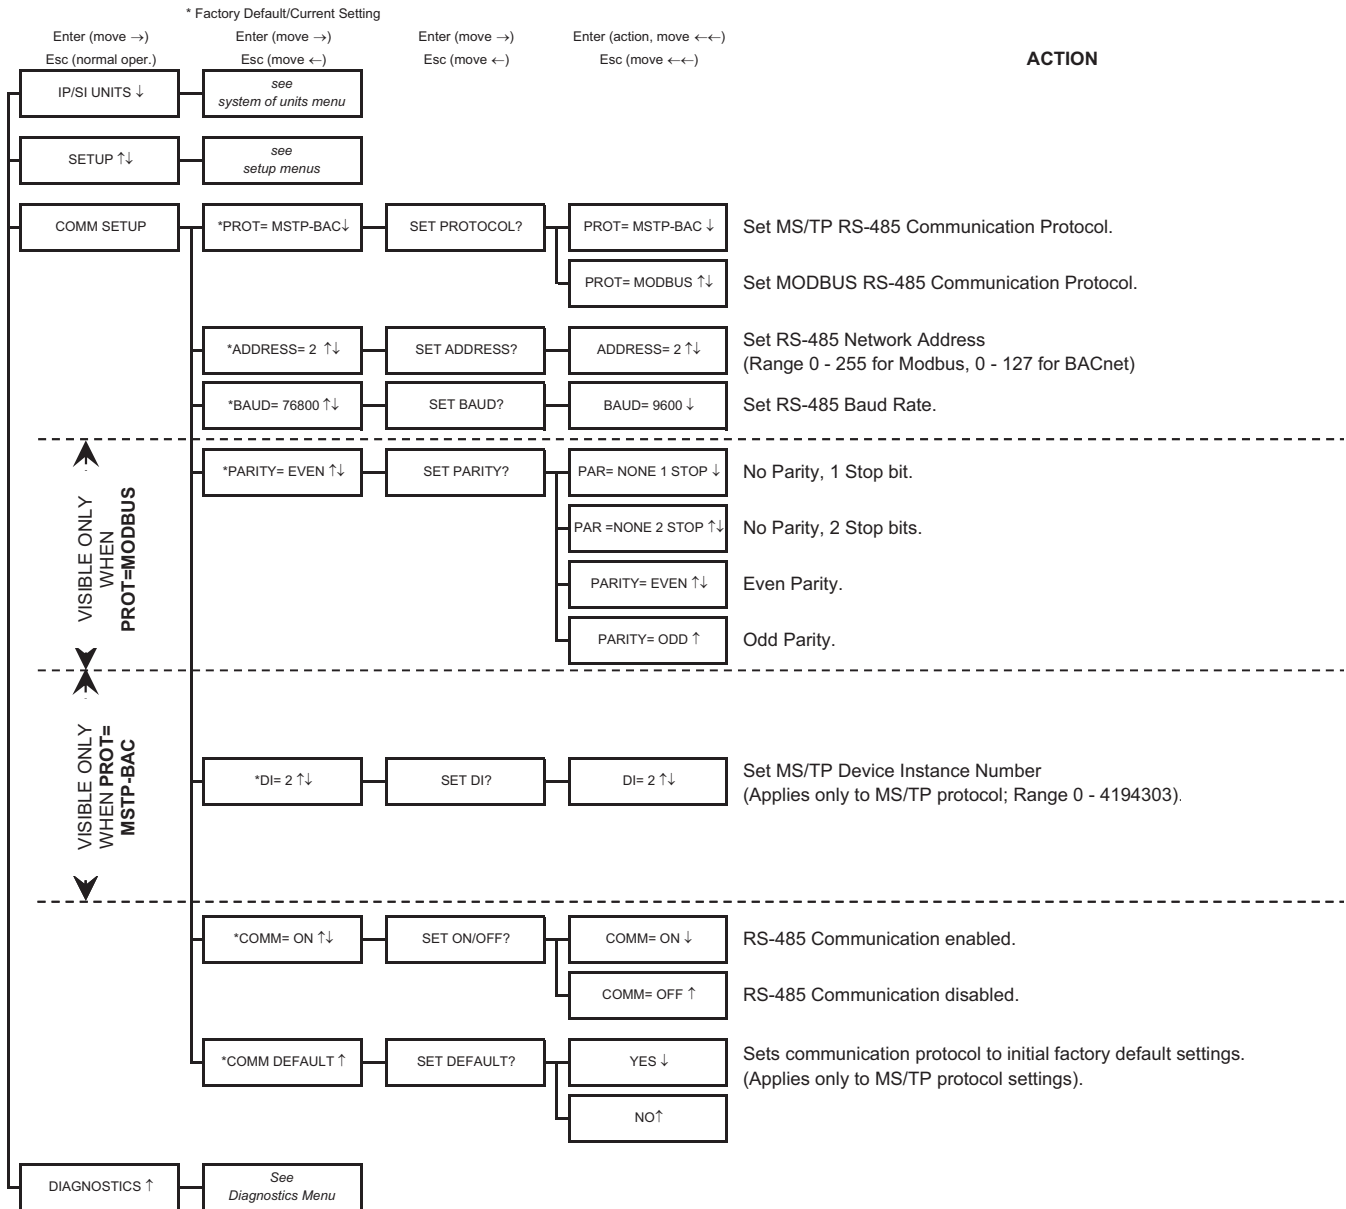 * Factory Default/Current Setting
Enter (move →) Enter (move →) Enter (move →) Enter (action, move ←←)
Esc (normal oper.) Esc (move ←) Esc (move ←) Esc (move ←←) ACTION
IP/SI UNITS ↓
see
system of units menu
SETUP ↑↓
see
setup menus
COMM SETUP *PROT= MSTP-BAC↓ SET PROTOCOL? PROT= MSTP-BAC ↓ Set MS/TP RS-485 Communication Protocol.
PROT= MODBUS ↑↓ Set MODBUS RS-485 Communication Protocol.
*ADDRESS= 2 ↑↓ SET ADDRESS? ADDRESS= 2 ↑↓ Set RS-485 Network Address
(Range 0 - 255 for Modbus, 0 - 127 for BACnet)
*BAUD= 76800 ↑↓ SET BAUD? BAUD= 9600 ↓ Set RS-485 Baud Rate.
VISIBLE ONLY
WHEN
PROT=MODBUS
*PARITY= EVEN ↑↓ SET PARITY? PAR= NONE 1 STOP ↓ No Parity, 1 Stop bit.
PAR =NONE 2 STOP ↑↓ No Parity, 2 Stop bits.
PARITY= EVEN ↑↓ Even Parity.
PARITY= ODD ↑ Odd Parity.
VISIBLE ONLY
WHEN PROT=
MSTP-BAC
*DI= 2 ↑↓ SET DI? DI= 2 ↑↓ Set MS/TP Device Instance Number
(Applies only to MS/TP protocol; Range 0 - 4194303).
*COMM= ON ↑↓ SET ON/OFF? COMM= ON ↓ RS-485 Communication enabled.
COMM= OFF ↑ RS-485 Communication disabled.
*COMM DEFAULT ↑ SET DEFAULT? YES ↓ Sets communication protocol to initial factory default settings.
(Applies only to MS/TP protocol settings).
NO↑
DIAGNOSTICS ↑
See
Diagnostics Menu